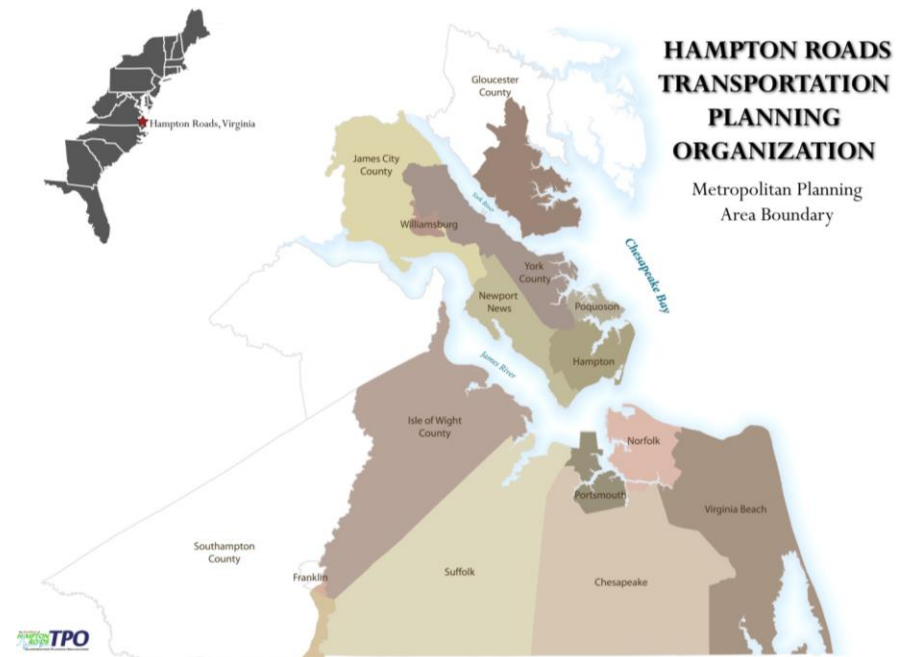 HAMPTON ROADS
TRANSPORTATION
PLANNING
ORGANIZATION
Metropolitan Planning
Area Boundary
Hampton Roads, Virginia
Gloucester
County
James City
County
Williamsburg
York River
York
County
Chesapeake Bay
Newport
News
Poquoson
Hampton
James River
Isle of Wight
County
Norfolk
Portsmouth
Virginia Beach
Southampton
County
Franklin
Suffolk
Chesapeake
HAMPTON
ROADS
TPO